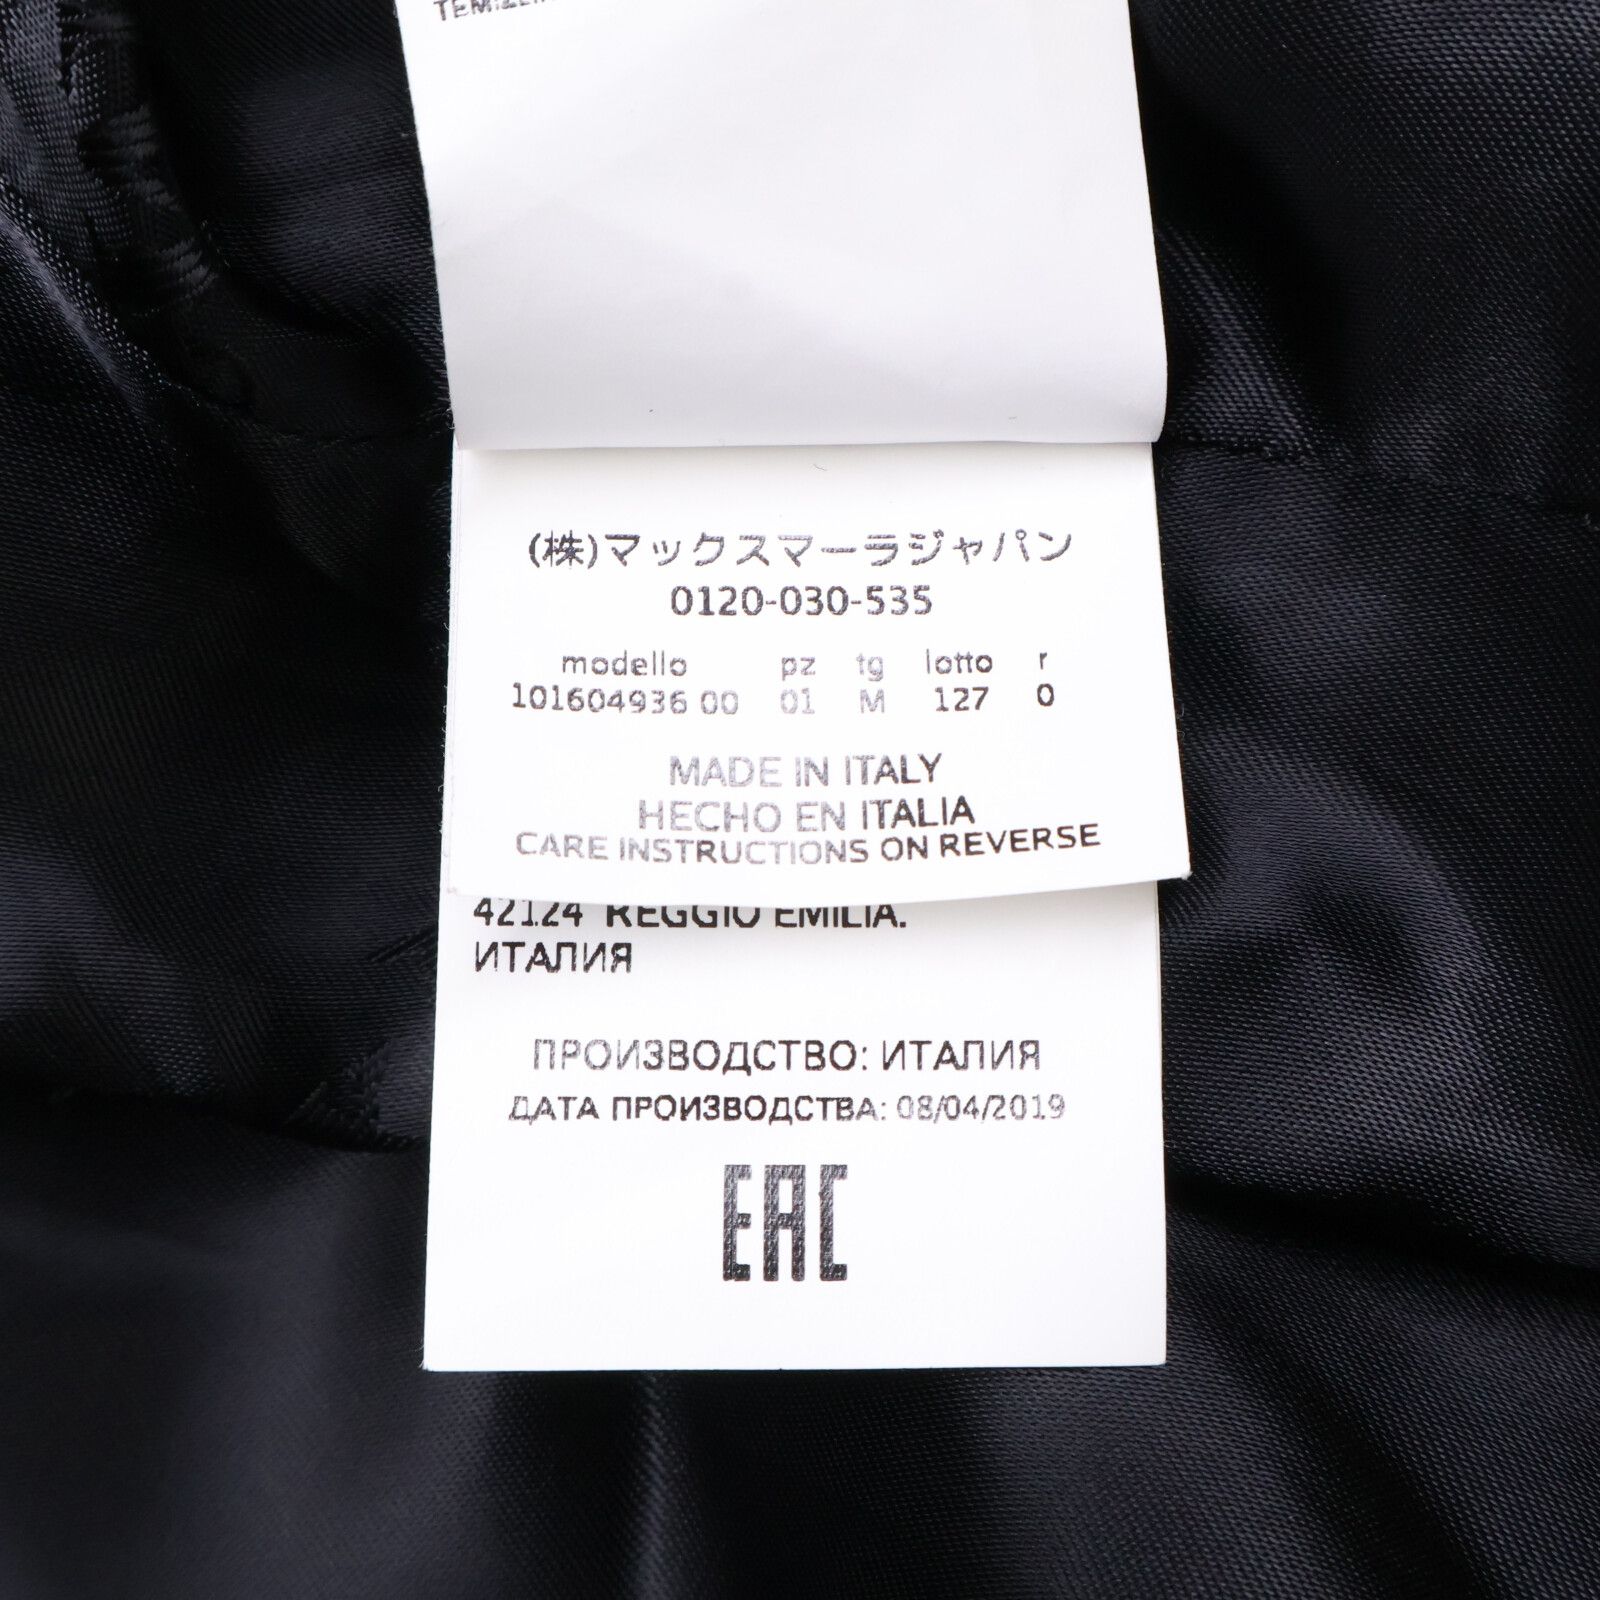 (株)マックスマーラジャパン
0120-030-535
modello pz tg lotto r
101604936 00 01 M 127 0
MADE IN ITALY
HECHO EN ITALIA
CARE INSTRUCTIONS ON REVERSE
42124 REGGIO EMILIA.
ИТАЛИЯ
ПРОИЗВОДСТВО: ИТАЛИЯ
ДАТА ПРОИЗВОДСТВА: 08/04/2019
EAC